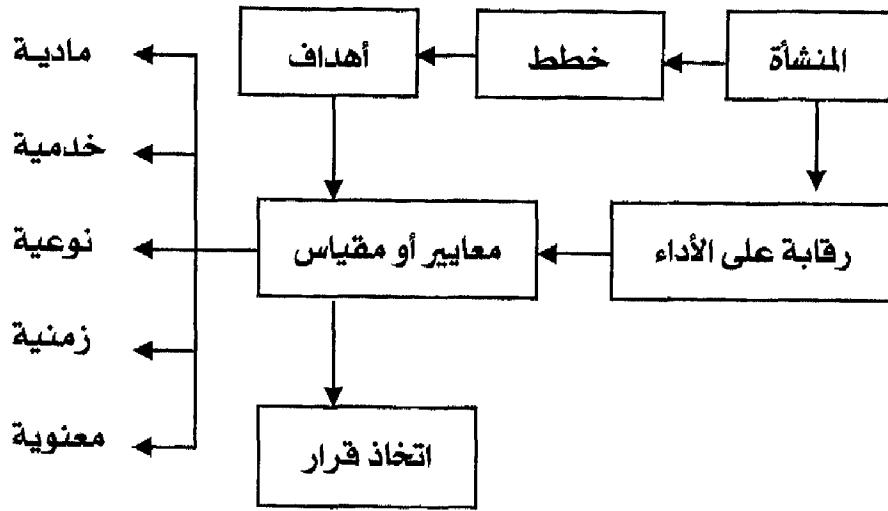 المنشأة
خطط
أهداف
مادية
خدمية
رقابة على الأداء
معايير أو مقياس
نوعية
زمنية
اتخاذ قرار
معنوية